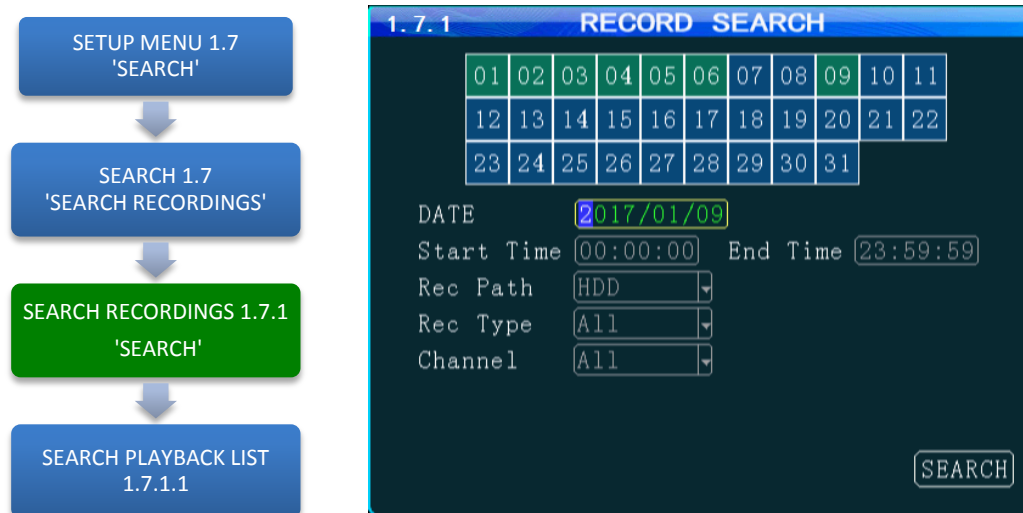 SETUP MENU 1.7
'SEARCH'
SEARCH 1.7
'SEARCH RECORDINGS'
SEARCH RECORDINGS 1.7.1
'SEARCH'
SEARCH PLAYBACK LIST
1.7.1.1
1.7.1 RECORD SEARCH
01 02 03 04 05 06 07 08 09 10 11
12 13 14 15 16 17 18 19 20 21 22
23 24 25 26 27 28 29 30 31
DATE 2017/01/09
Start Time 00:00:00 End Time 23:59:59
Rec Path HDD
Rec Type All
Channel All
SEARCH